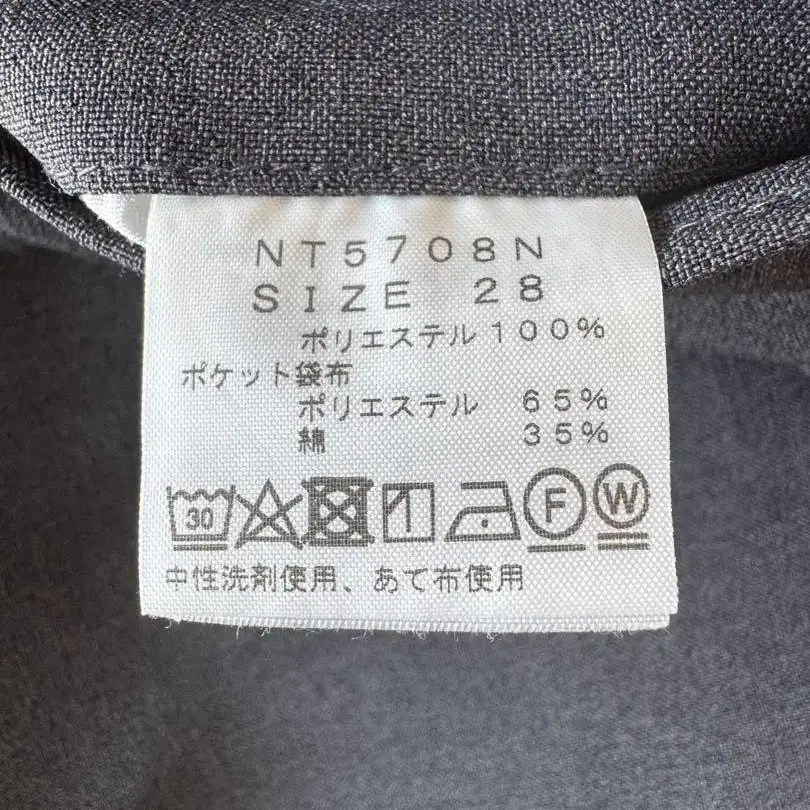 NT5708N
SIZE 28
ポリエステル100%
ポケット袋布
ポリエステル 65%
綿 35%
30 F W
中性洗剤使用、あて布使用